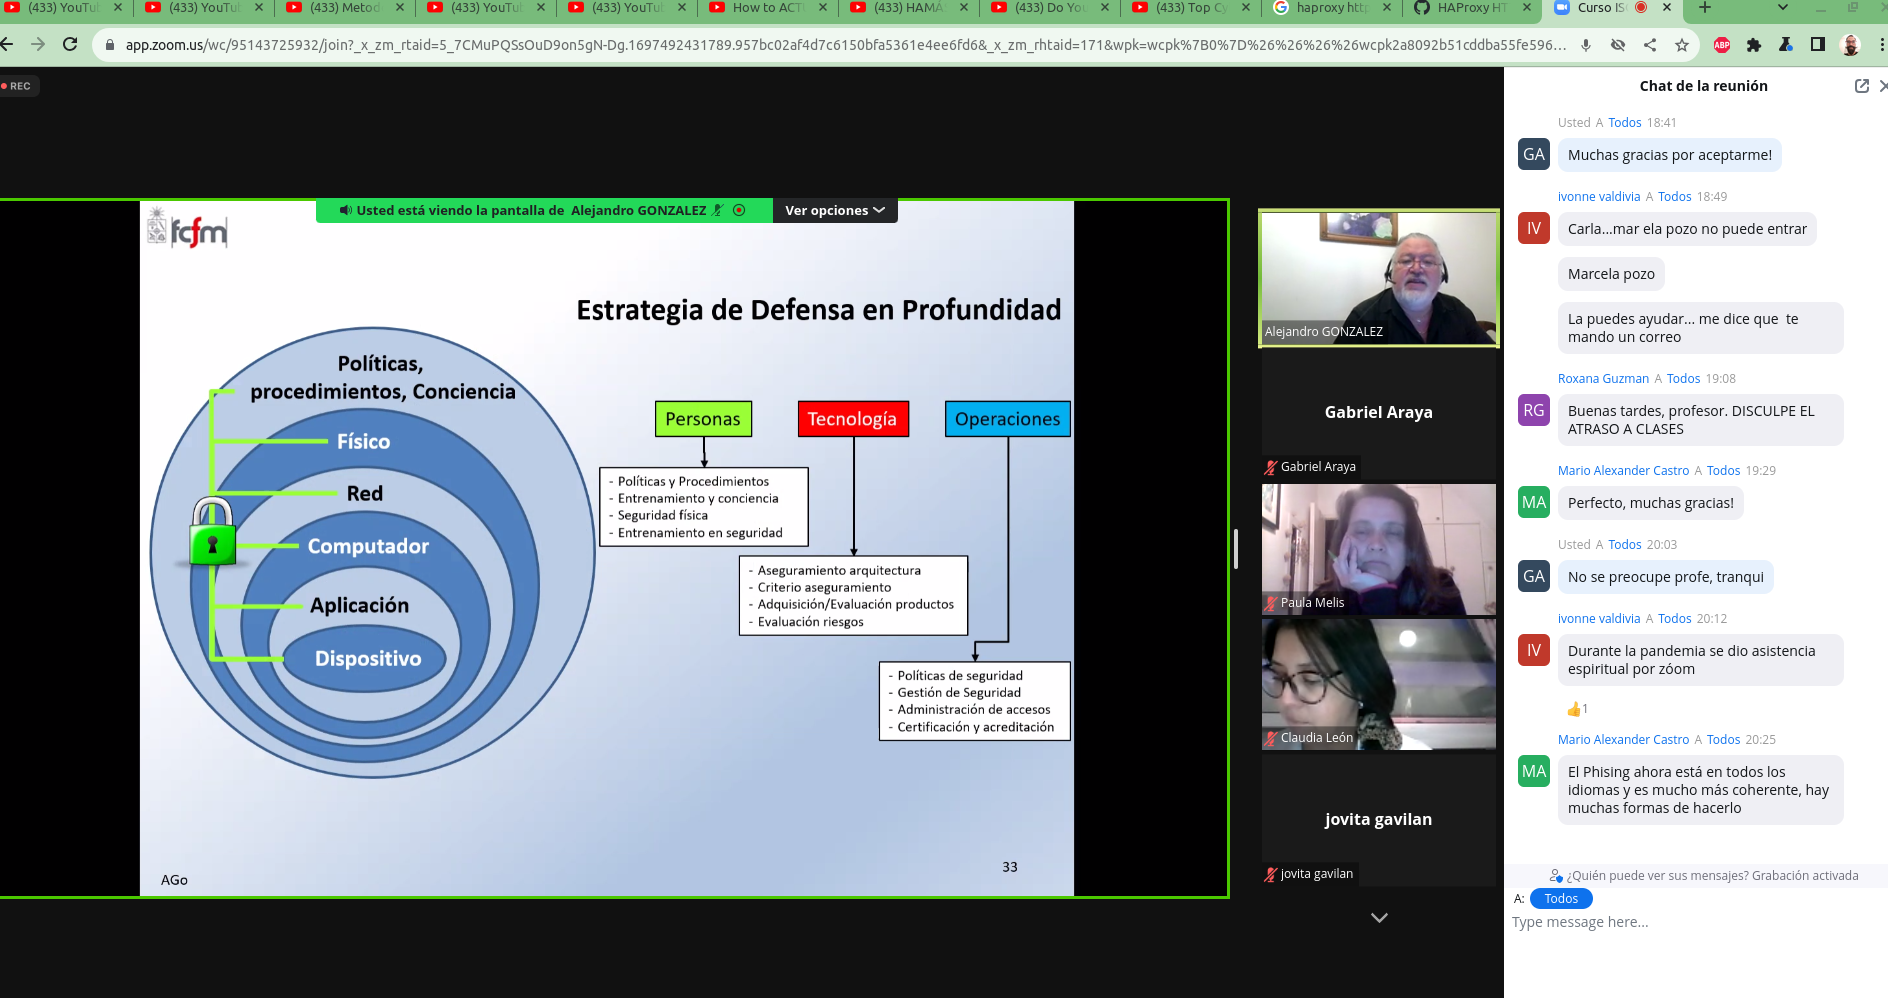 (433) YouTu
(433) YouTu
(433) Metod
(433) YouTu
(433) YouTu
How to ACT
(433) HAMÁ
(433) Do You
(433) Top Cy
haproxy http
HAProxy HT
Curso IS
app.zoom.us/wc/95143725932/join?_x_zm_rtaid=5_7CMuPQSsOuD9on5gN-Dg.1697492431789.957bc02af4d7c6150bfa5361e4ee6fd6&_x_zm_rhtaid=171&wpk=wcpk%7B0%7D%26%26%26%26wcpk2a8092b51cddba55fe596...
ABP
REC
Usted está viendo la pantalla de Alejandro GONZALEZ
Ver opciones
fcfm
Estrategia de Defensa en Profundidad
Políticas,
procedimientos, Conciencia
Físico
Red
Computador
Aplicación
Dispositivo
Personas
- Políticas y Procedimientos
- Entrenamiento y conciencia
- Seguridad física
- Entrenamiento en seguridad
Tecnología
- Aseguramiento arquitectura
- Criterio aseguramiento
- Adquisición/Evaluación productos
- Evaluación riesgos
Operaciones
- Políticas de seguridad
- Gestión de Seguridad
- Administración de accesos
- Certificación y acreditación
AGo
33
Alejandro GONZALEZ
Gabriel Araya
Gabriel Araya
Paula Melis
Claudia León
jovita gavilan
jovita gavilan
Chat de la reunión
Usted A Todos 18:41
GA
Muchas gracias por aceptarme!
ivonne valdivia A Todos 18:49
IV
Carla...mar ela pozo no puede entrar
Marcela pozo
La puedes ayudar... me dice que te
mando un correo
Roxana Guzman A Todos 19:08
RG
Buenas tardes, profesor. DISCULPE EL
ATRASO A CLASES
Mario Alexander Castro A Todos 19:29
MA
Perfecto, muchas gracias!
Usted A Todos 20:03
GA
No se preocupe profe, tranqui
ivonne valdivia A Todos 20:12
IV
Durante la pandemia se dio asistencia
espiritual por zóom
👍1
Mario Alexander Castro A Todos 20:25
MA
El Phising ahora está en todos los
idiomas y es mucho más coherente, hay
muchas formas de hacerlo
¿Quién puede ver sus mensajes? Grabación activada
A: Todos
Type message here...